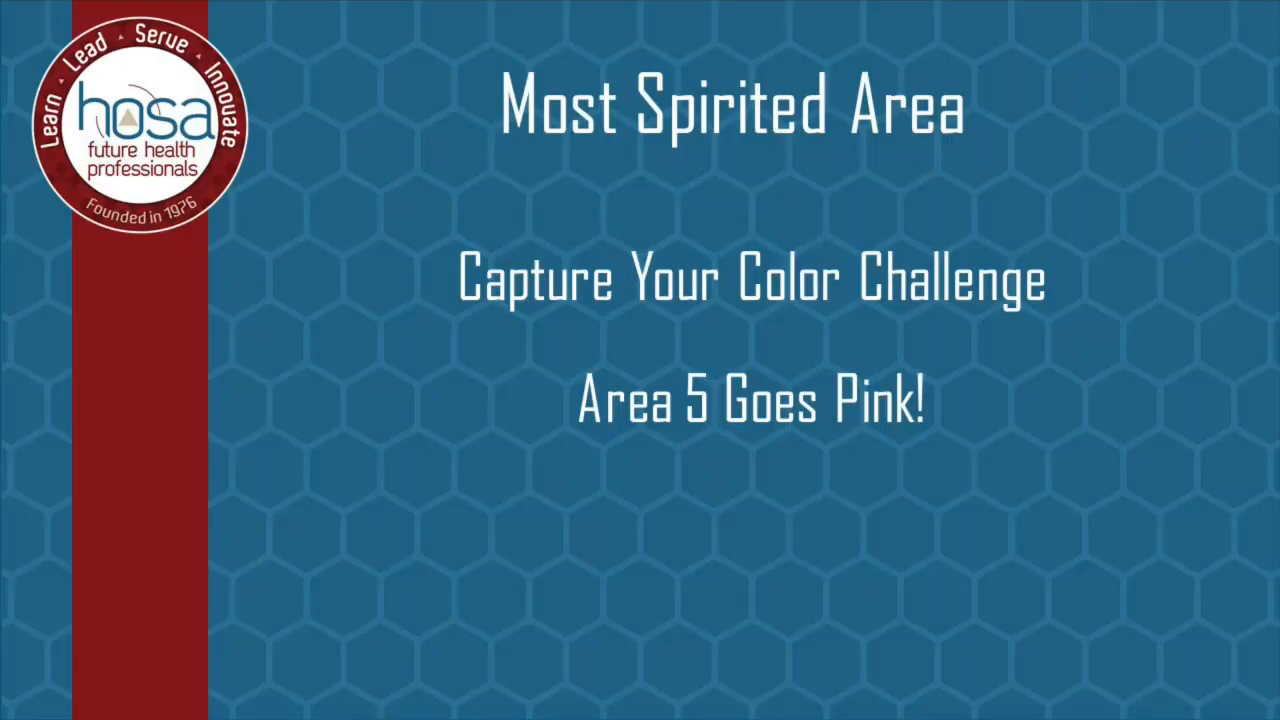 Learn ▲ Lead ▲ Serve ▲ Innovate
hosa
future health
professionals
Founded in 1976
Most Spirited Area
Capture Your Color Challenge
Area 5 Goes Pink!